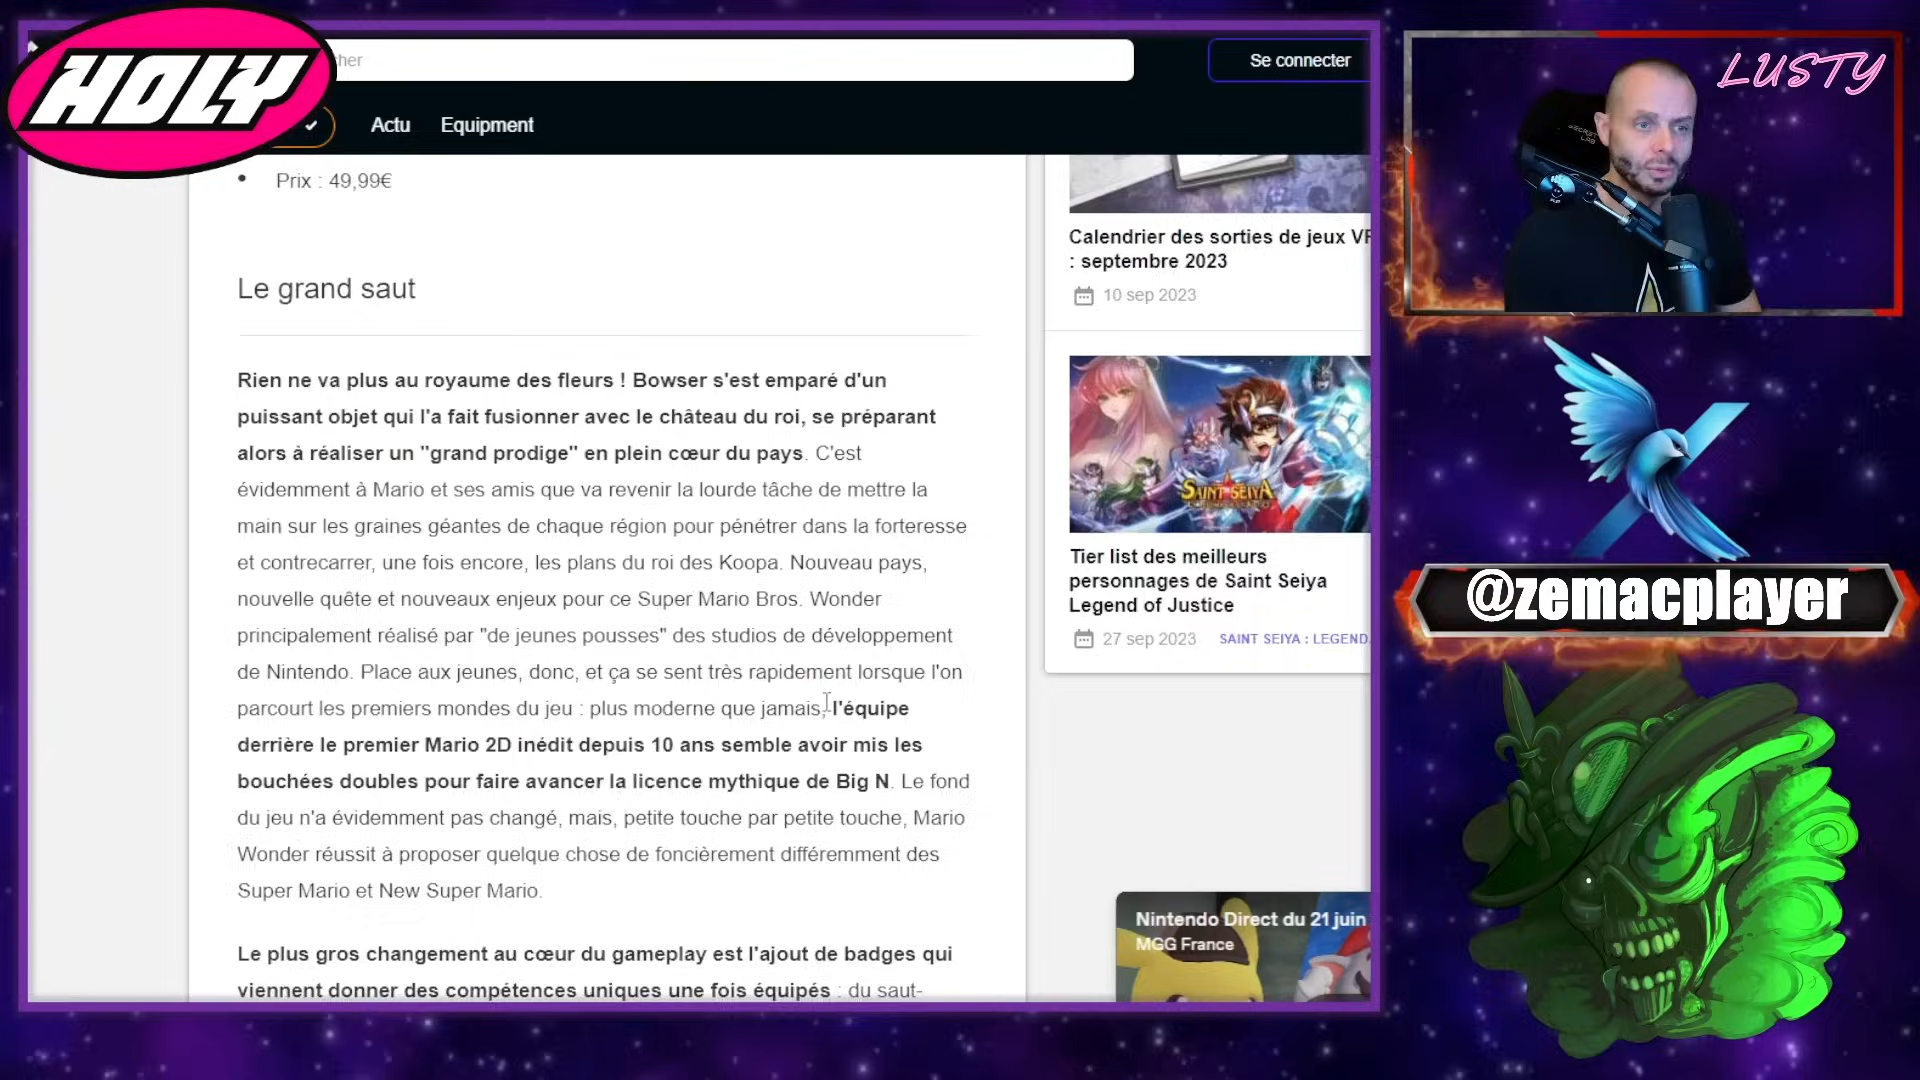 HOLY
cher
Se connecter
Actu
Equipment
LUSTY
SECRET
LAB
• Prix : 49,99€
Le grand saut
Rien ne va plus au royaume des fleurs ! Bowser s'est emparé d'un
puissant objet qui l'a fait fusionner avec le château du roi, se préparant
alors à réaliser un "grand prodige" en plein cœur du pays. C'est
évidemment à Mario et ses amis que va revenir la lourde tâche de mettre la
main sur les graines géantes de chaque région pour pénétrer dans la forteresse
et contrecarrer, une fois encore, les plans du roi des Koopa. Nouveau pays,
nouvelle quête et nouveaux enjeux pour ce Super Mario Bros. Wonder
principalement réalisé par "de jeunes pousses" des studios de développement
de Nintendo. Place aux jeunes, donc, et ça se sent très rapidement lorsque l'on
parcourt les premiers mondes du jeu : plus moderne que jamais, l'équipe
derrière le premier Mario 2D inédit depuis 10 ans semble avoir mis les
bouchées doubles pour faire avancer la licence mythique de Big N. Le fond
du jeu n'a évidemment pas changé, mais, petite touche par petite touche, Mario
Wonder réussit à proposer quelque chose de foncièrement différemment des
Super Mario et New Super Mario.
Le plus gros changement au cœur du gameplay est l'ajout de badges qui
viennent donner des compétences uniques une fois équipés : du saut-
Calendrier des sorties de jeux VR
: septembre 2023
10 sep 2023
SAINT SEIYA
Tier list des meilleurs
personnages de Saint Seiya
Legend of Justice
27 sep 2023 SAINT SEIYA : LEGEND
Nintendo Direct du 21 juin
MGG France
@zemacplayer